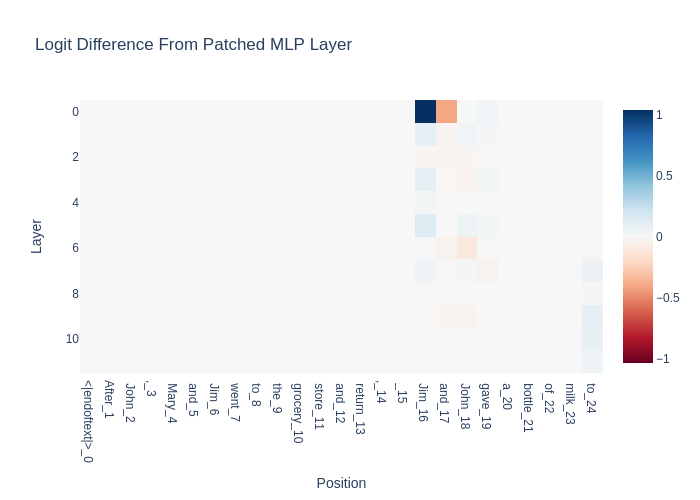 Logit Difference From Patched MLP Layer
0
2
4
6
8
10
Layer
<|endoftext|>_0
After_1
John_2
,_3
Mary_4
and_5
Jim_6
went_7
to_8
the_9
grocery_10
store_11
and_12
return_13
,_14
_15
Jim_16
and_17
John_18
gave_19
a_20
bottle_21
of_22
milk_23
to_24
Position
1
0.5
0
−0.5
−1